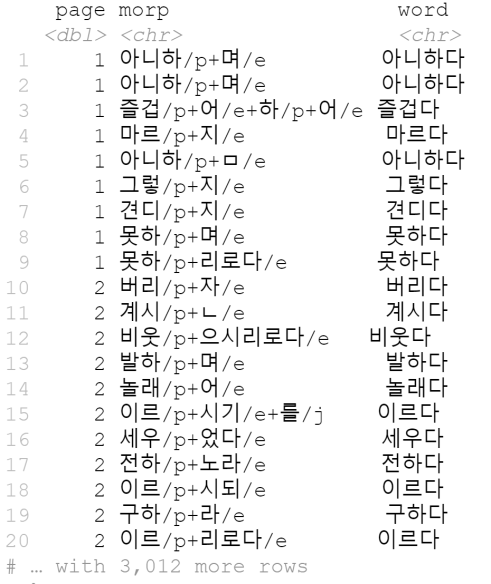 page morp word
<dbl> <chr> <chr>
1 1 아니하/p+며/e 아니하다
2 1 아니하/p+며/e 아니하다
3 1 즐겁/p+어/e+하/p+어/e 즐겁다
4 1 마르/p+지/e 마르다
5 1 아니하/p+ㅁ/e 아니하다
6 1 그렇/p+지/e 그렇다
7 1 견디/p+지/e 견디다
8 1 못하/p+며/e 못하다
9 1 못하/p+리로다/e 못하다
10 2 버리/p+자/e 버리다
11 2 계시/p+ㄴ/e 계시다
12 2 비웃/p+으시리로다/e 비웃다
13 2 발하/p+며/e 발하다
14 2 놀래/p+어/e 놀래다
15 2 이르/p+시기/e+를/j 이르다
16 2 세우/p+었다/e 세우다
17 2 전하/p+노라/e 전하다
18 2 이르/p+시되/e 이르다
19 2 구하/p+라/e 구하다
20 2 이르/p+리로다/e 이르다
# … with 3,012 more rows